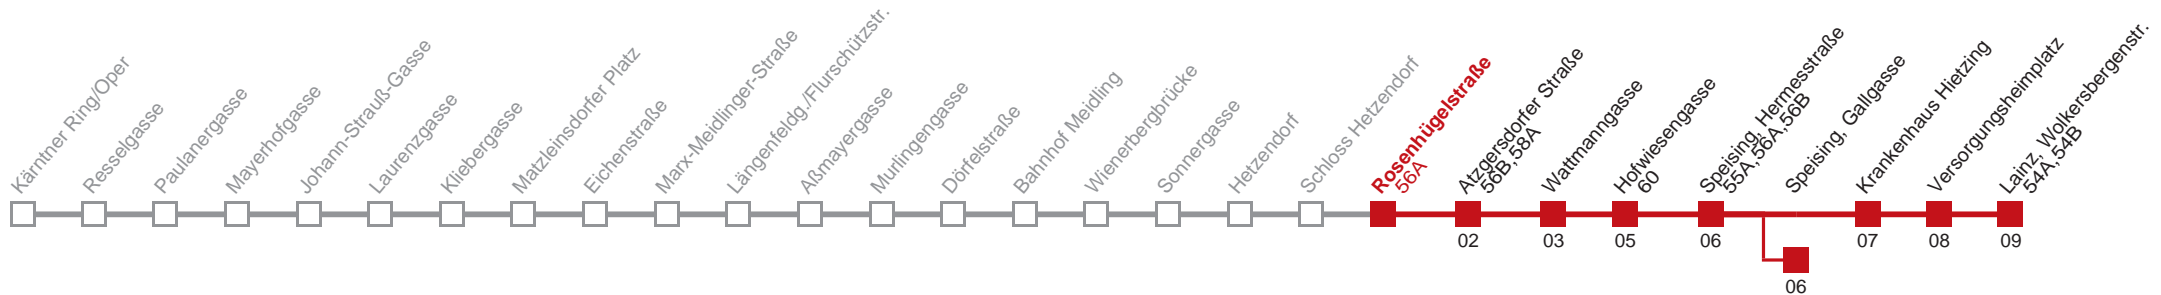 Kärntner Ring/Oper
Resselgasse
Paulanergasse
Mayerhofgasse
Johann-Strauß-Gasse
Laurenzgasse
Kliebergasse
Matzleinsdorfer Platz
Eichenstraße
Marx-Meidlinger-Straße
Längenfeldg./Flurschützstr.
Aßmayergasse
Murlingengasse
Dörfelstraße
Bahnhof Meidling
Wienerbergbrücke
Sonnergasse
Hetzendorf
Schloss Hetzendorf
Rosenhügelstraße
56A
Atzgersdorfer Straße
56B,58A
Wattmanngasse
Hofwiesengasse
60
Speising, Hermesstraße
55A,56A,56B
Speising, Gallgasse
Krankenhaus Hietzing
Versorgungsheimplatz
Lainz, Wolkersbergenstr.
54A,54B
02
03
05
06
07
08
09
06